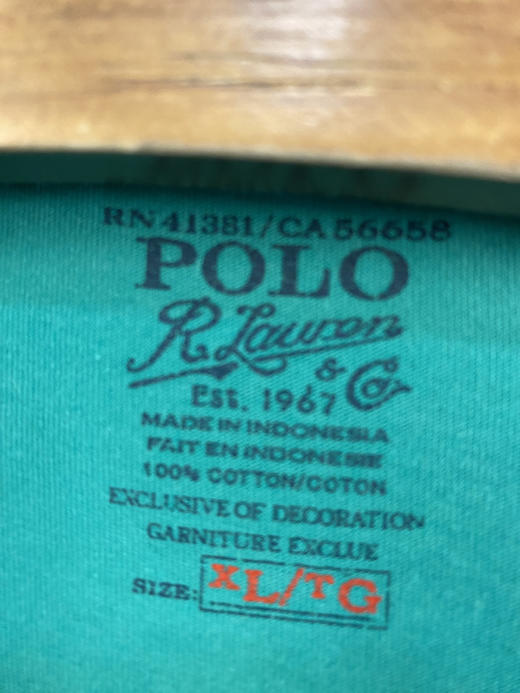 RN 41381/CA 56658
POLO
R. Lauren
& Co.
Est. 1967
MADE IN INDONESIA
FAIT EN INDONESIE
100% COTTON/COTON
EXCLUSIVE OF DECORATION
GARNITURE EXCLUE
SIZE: XL/TG